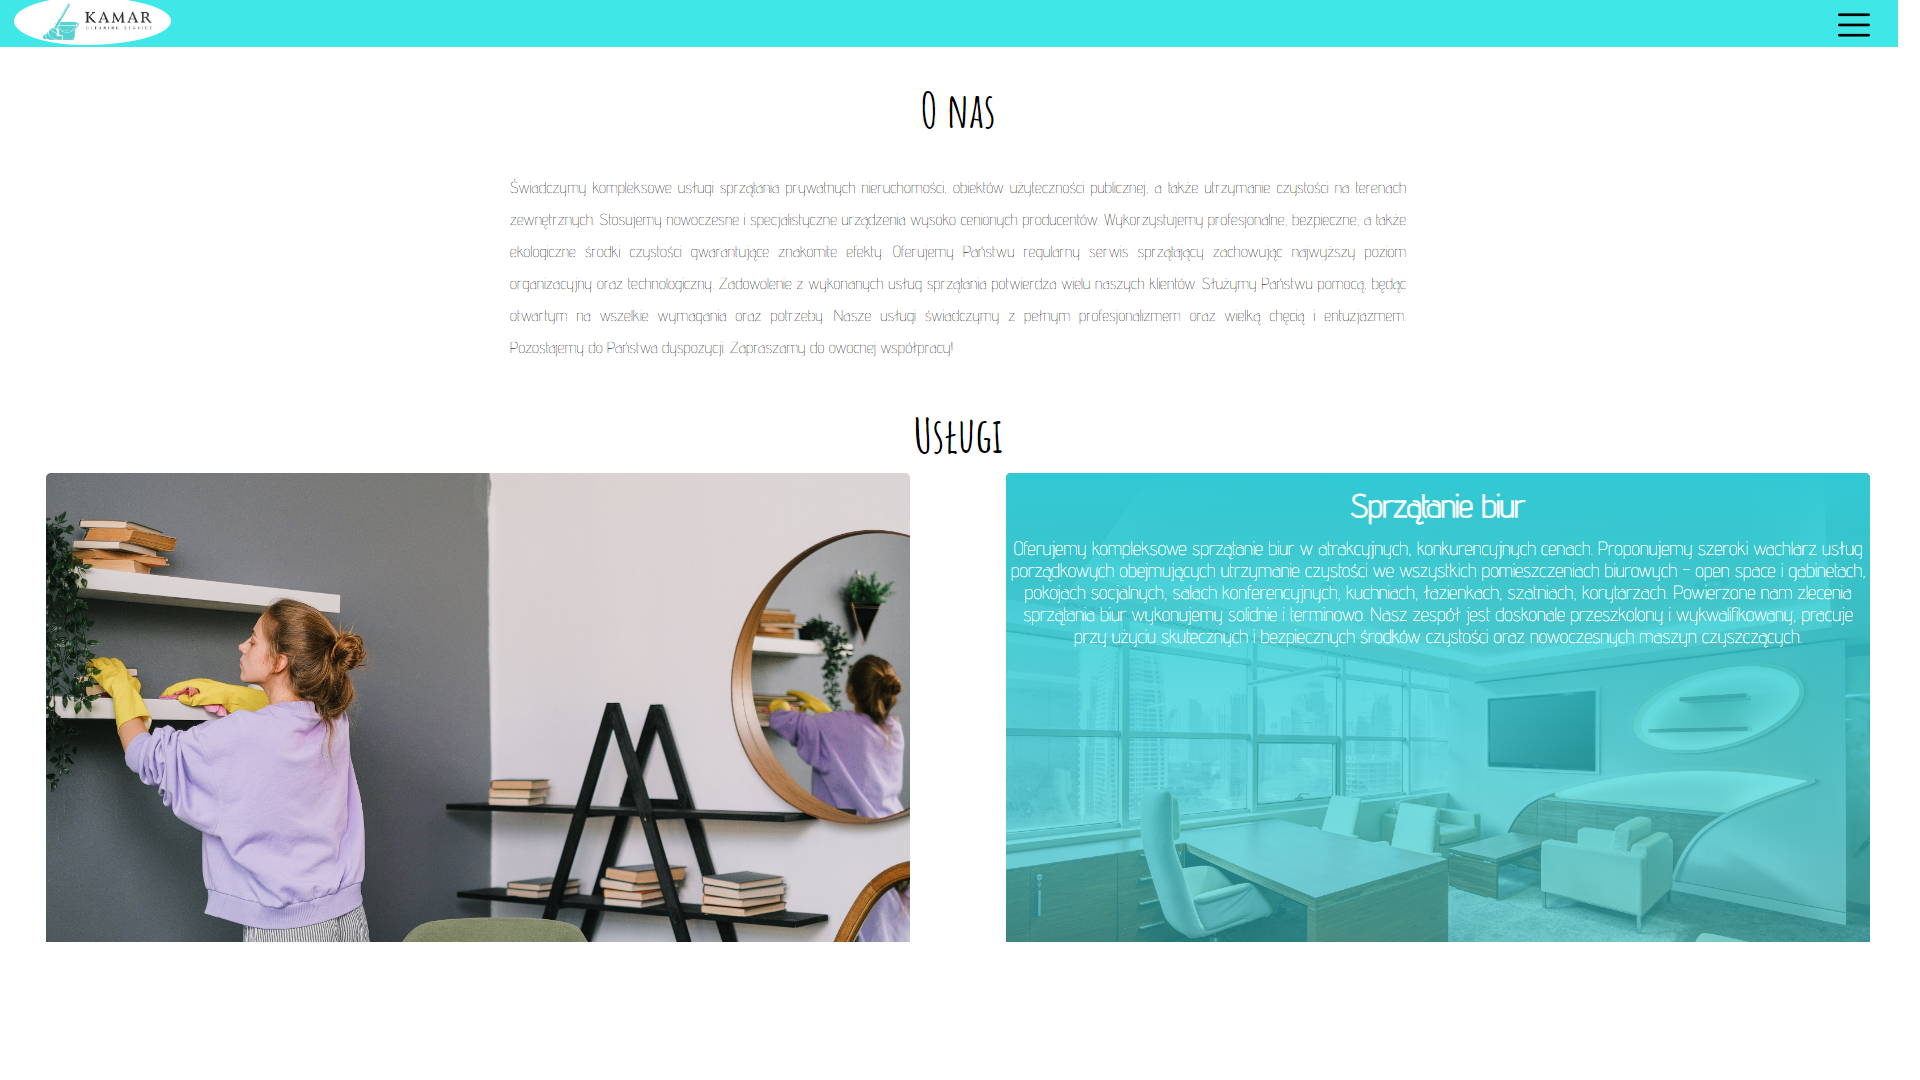 KAMAR
CLEANING SERVICE
O nas
Świadczymy kompleksowe usługi sprzątania prywatnych nieruchomości, obiektów użyteczności publicznej, a także utrzymanie czystości na terenach
zewnętrznych. Stosujemy nowoczesne i specjalistyczne urządzenia wysoko cenionych producentów. Wykorzystujemy profesjonalne, bezpieczne, a także
ekologiczne środki czystości gwarantujące znakomite efekty. Oferujemy Państwu regularny serwis sprzątający zachowując najwyższy poziom
organizacyjny oraz technologiczny. Zadowolenie z wykonanych usług sprzątania potwierdza wielu naszych klientów. Służymy Państwu pomocą, będąc
otwartym na wszelkie wymagania oraz potrzeby. Nasze usługi świadczymy z pełnym profesjonalizmem oraz wielką chęcią i entuzjazmem.
Pozostajemy do Państwa dyspozycji. Zapraszamy do owocnej współpracy!
Usługi
Sprzątanie biur
Oferujemy kompleksowe sprzątanie biur w atrakcyjnych, konkurencyjnych cenach. Proponujemy szeroki wachlarz usług
porządkowych obejmujących utrzymanie czystości we wszystkich pomieszczeniach biurowych – open space i gabinetach,
pokojach socjalnych, salach konferencyjnych, kuchniach, łazienkach, szatniach, korytarzach. Powierzone nam zlecenia
sprzątania biur wykonujemy solidnie i terminowo. Nasz zespół jest doskonale przeszkolony i wykwalifikowany, pracuje
przy użyciu skutecznych i bezpiecznych środków czystości oraz nowoczesnych maszyn czyszczących.